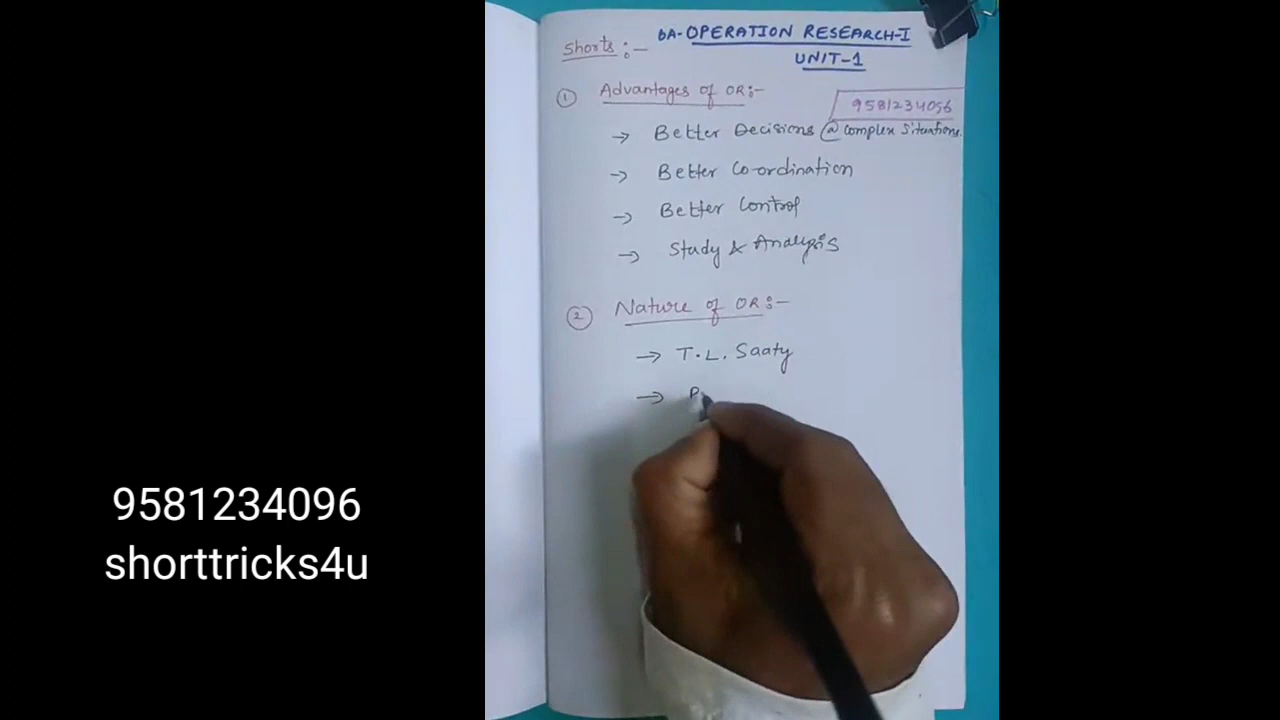 6A-OPERATION RESEARCH-I
UNIT-1
Shorts:-
① Advantages of OR:-
9581234096
→ Better Decisions @ Complex Situations.
→ Better Co-ordination
→ Better Control
→ Study & Analysis
② Nature of OR:-
→ T.L. Saaty
→ P
9581234096
shorttricks4u